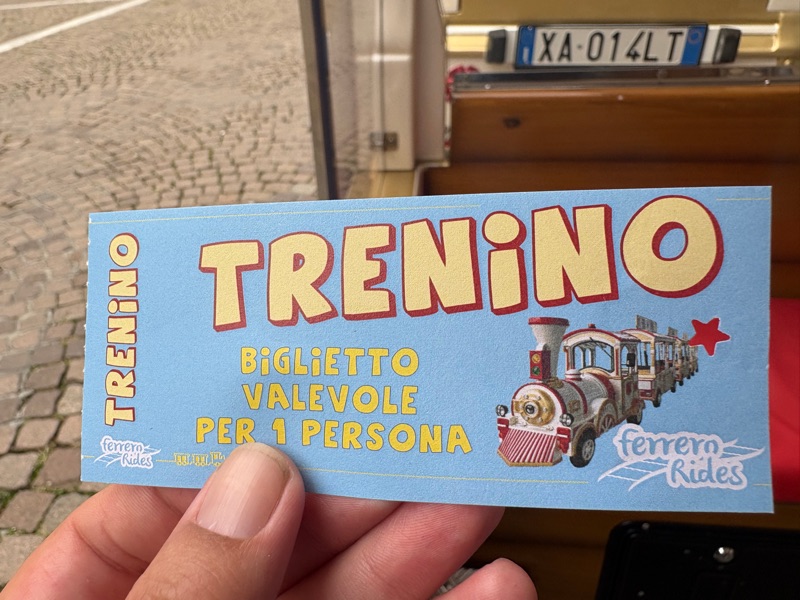 XA·014LT
TRENiNO
TRENiNO
BiGLiETTO
VALEVOLE
PER 1 PERSONA
ferrero
Rides
ferrero
Rides